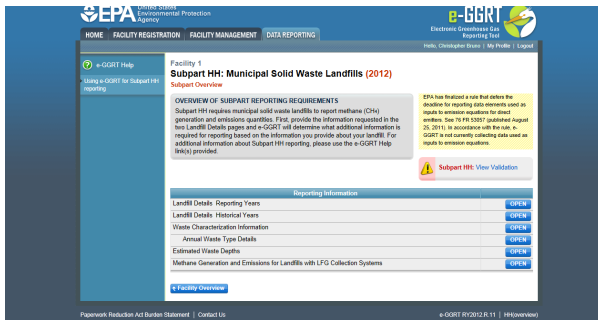 United States
EPA Environmental Protection
Agency
e-GGRT
Electronic Greenhouse Gas
Reporting Tool
HOME FACILITY REGISTRATION FACILITY MANAGEMENT DATA REPORTING
Hello, Christopher Bruno | My Profile | Logout
e-GGRT Help
Using e-GGRT for Subpart HH
reporting
Facility 1
Subpart HH: Municipal Solid Waste Landfills (2012)
Subpart Overview
OVERVIEW OF SUBPART REPORTING REQUIREMENTS
Subpart HH requires municipal solid waste landfills to report methane (CH4)
generation and emissions quantities. First, provide the information requested in the
two Landfill Details pages and e-GGRT will determine what additional information is
required for reporting based on the information you provide about your landfill. For
additional information about Subpart HH reporting, please use the e-GGRT Help
link(s) provided.
EPA has finalized a rule that defers the
deadline for reporting data elements used as
inputs to emission equations for direct
emitters. See 76 FR 53057 (published August
25, 2011). In accordance with the rule, e-
GGRT is not currently collecting data used as
inputs to emission equations.
Subpart HH: View Validation
Reporting Information
Landfill Details Reporting Years OPEN
Landfill Details Historical Years OPEN
Waste Characterization Information OPEN
Annual Waste Type Details OPEN
Estimated Waste Depths OPEN
Methane Generation and Emissions for Landfills with LFG Collection Systems OPEN
Facility Overview
Paperwork Reduction Act Burden Statement | Contact Us
e-GGRT RY2012.R.11 | HH(overview)